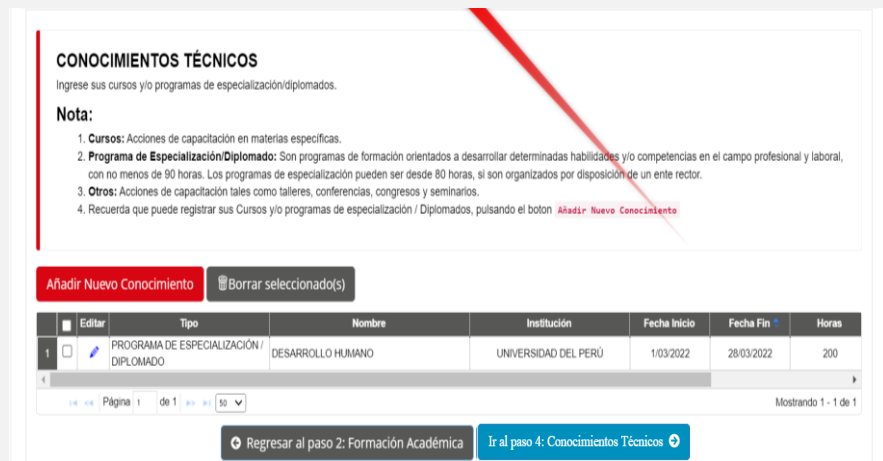 CONOCIMIENTOS TÉCNICOS
Ingrese sus cursos y/o programas de especialización/diplomados.
Nota:
1. Cursos: Acciones de capacitación en materias específicas.
2. Programa de Especialización/Diplomado: Son programas de formación orientados a desarrollar determinadas habilidades y/o competencias en el campo profesional y laboral,
con no menos de 90 horas. Los programas de especialización pueden ser desde 80 horas, si son organizados por disposición de un ente rector.
3. Otros: Acciones de capacitación tales como talleres, conferencias, congresos y seminarios.
4. Recuerda que puede registrar sus Cursos y/o programas de especialización / Diplomados, pulsando el boton Añadir Nuevo Conocimiento
Añadir Nuevo Conocimiento Borrar seleccionado(s)
Editar Tipo Nombre Institución Fecha Inicio Fecha Fin Horas
1 PROGRAMA DE ESPECIALIZACIÓN / DIPLOMADO DESARROLLO HUMANO UNIVERSIDAD DEL PERÚ 1/03/2022 28/03/2022 200
Página 1 de 1 50 Mostrando 1 - 1 de 1
Regresar al paso 2: Formación Académica Ir al paso 4: Conocimientos Técnicos